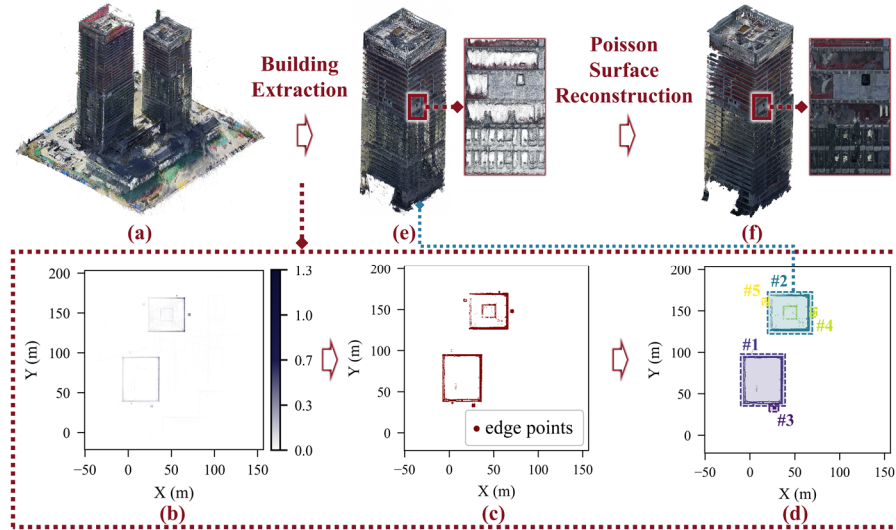 Building
Extraction
Poisson
Surface
Reconstruction
(a)
(e)
(f)
200
150
100
50
0
Y (m)
−50
0
50
100
150
X (m)
1.3
1.0
0.7
0.3
0.0
(b)
200
150
100
50
0
Y (m)
edge points
−50
0
50
100
150
X (m)
(c)
200
150
100
50
0
Y (m)
#5
#2
#4
#1
#3
−50
0
50
100
150
X (m)
(d)